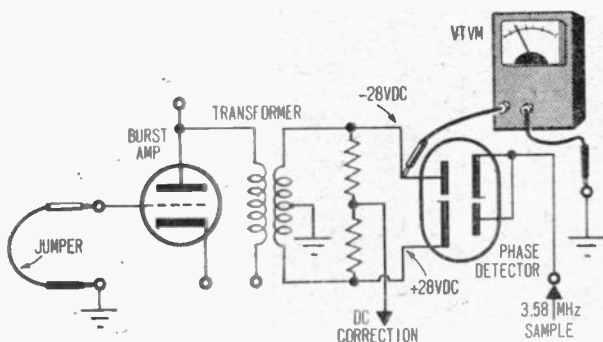 VTVM
-28VDC
TRANSFORMER
BURST
AMP
JUMPER
PHASE
DETECTOR
+28VDC
DC
CORRECTION
3.58 MHz
SAMPLE